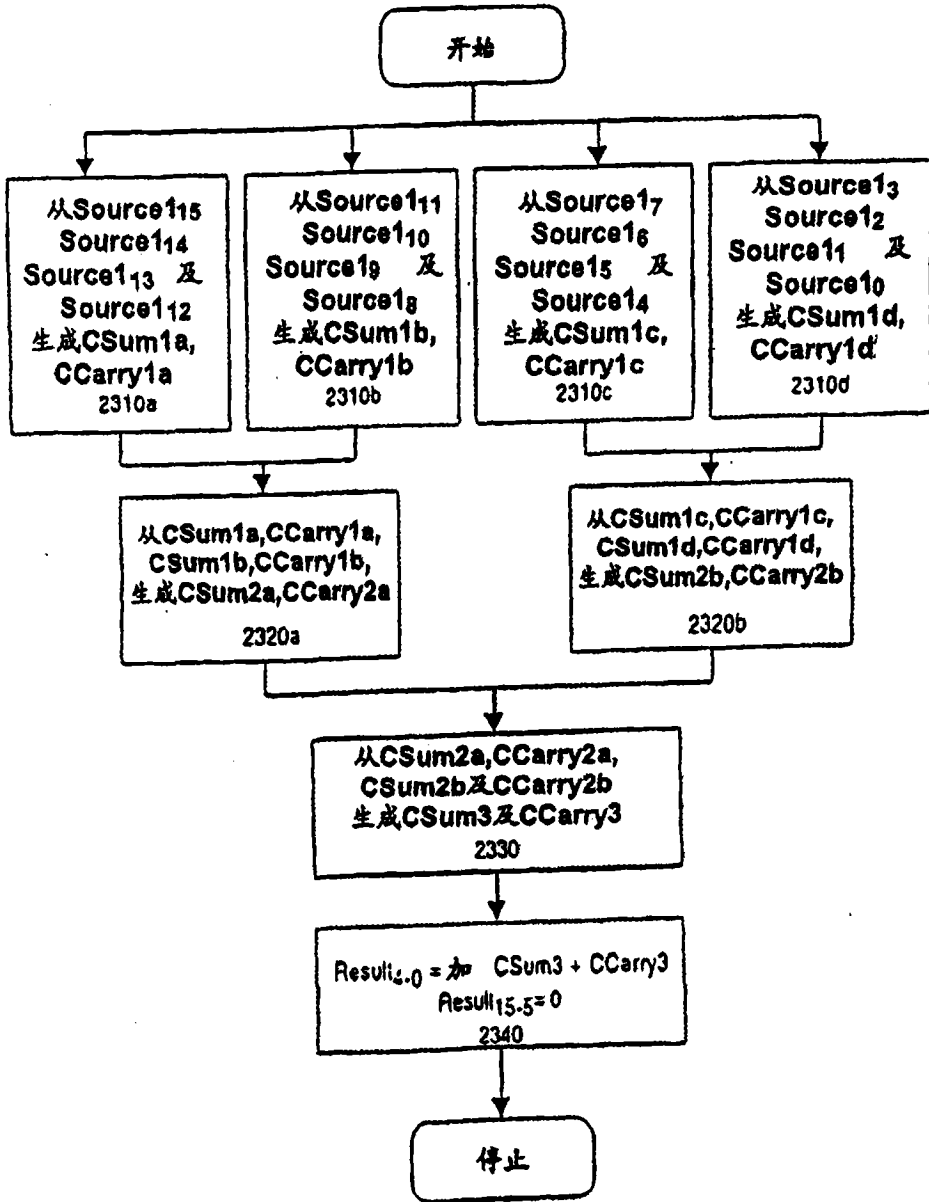 开始
从Source1₁₅
Source1₁₄
Source1₁₃ 及
Source1₁₂
生成CSum1a,
CCarry1a
2310a
从Source1₁₁
Source1₁₀
Source1₉ 及
Source1₈
生成CSum1b,
CCarry1b
2310b
从Source1₇
Source1₆
Source1₅ 及
Source1₄
生成CSum1c,
CCarry1c
2310c
从Source1₃
Source1₂
Source1₁ 及
Source1₀
生成CSum1d,
CCarry1d
2310d
从CSum1a,CCarry1a,
CSum1b,CCarry1b,
生成CSum2a,CCarry2a
2320a
从CSum1c,CCarry1c,
CSum1d,CCarry1d,
生成CSum2b,CCarry2b
2320b
从CSum2a,CCarry2a,
CSum2b及CCarry2b
生成CSum3及CCarry3
2330
Result₄.₀ = 加 CSum3 + CCarry3
Result₁₅.₅ = 0
2340
停止